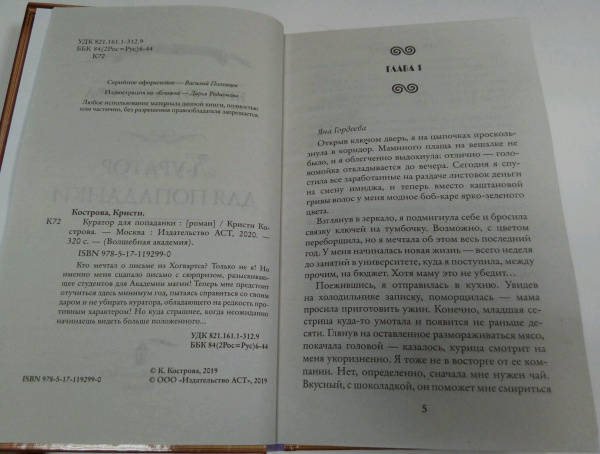 УДК 821.161.1-312.9
ББК 84(2Рос=Рус)6-44
К72
Серийное оформление — Василий Половцев
Иллюстрация на обложке — Дарья Родионова
Любое использование материала данной книги, полностью
или частично, без разрешения правообладателя запрещается.
КУРАТОР
ДЛЯ ПОПАДАНКИ
Кострова, Кристи.
К72 Куратор для попаданки : [роман] / Кристи Ко-
строва. — Москва : Издательство АСТ, 2020. —
320 с. — (Волшебная академия).
ISBN 978-5-17-119299-0
Кто мечтал о письме из Хогвартса? Только не я! Но
именно меня снесло письмо с сюрпризом, разыскиваю-
щее студентов для Академии магии! Теперь мне предстоит
отучиться здесь минимум год, пытаясь справиться со своим
даром и не убивать куратора, обладающего на редкость про-
тивным характером! Но куда страшнее, когда неожиданно
начинаешь видеть больше положенного...
УДК 821.161.1-312.9
ББК 84(2Рос=Рус)6-44
© К. Кострова, 2019
ISBN 978-5-17-119299-0 © ООО «Издательство АСТ», 2019
ГЛАВА 1
Яна Гордеева
Открыв ключом дверь, я на цыпочках проскольз-
нула в коридор. Маминого плаща на вешалке не
было, и я облегченно выдохнула: отлично — голо-
вомойка откладывается до вечера. Сегодня я спу-
стила все заработанные на раздаче листовок деньги
на смену имиджа, и теперь вместо каштановой
гривы волос у меня модное боб-каре ярко-зеленого
цвета.
Взглянув в зеркало, я подмигнула себе и бросила
связку ключей на тумбочку. Возможно, с цветом
переборщила, но я мечтала об этом весь последний
год. У меня начиналась новая жизнь — всего неделя
до занятий в университете, куда я поступила, между
прочим, на бюджет. Хотя маму это не убедит…
Поежившись, я отправилась в кухню. Увидев
на холодильнике записку, поморщилась — мама
просила приготовить ужин. Конечно, младшая се-
стрица куда-то умотала и появится не раньше де-
сяти. Глянув на оставленное размораживаться мясо,
покачала головой — казалось, курица смотрит на
меня укоризненно. Я тоже не в восторге от ее ком-
пании. Нет, определенно, сначала мне нужен чай.
Вкусный, с шоколадкой, он поможет мне смириться
5